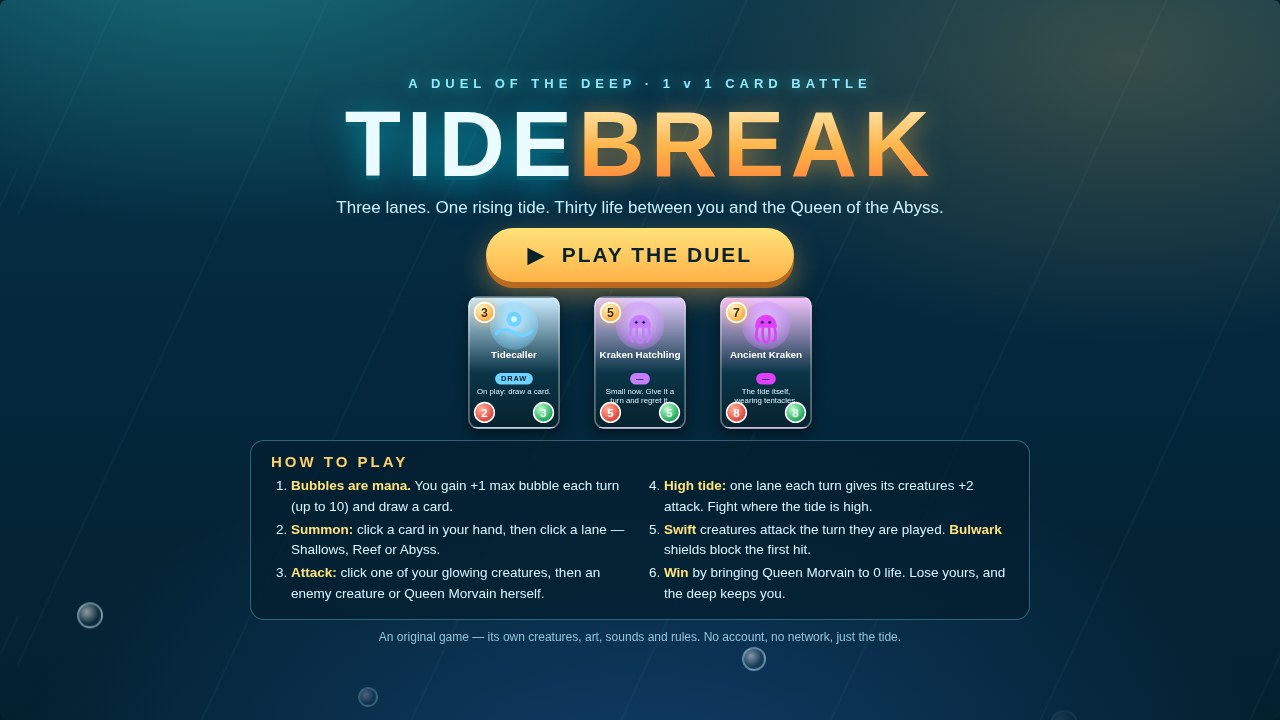 A DUEL OF THE DEEP · 1 v 1 CARD BATTLE
TIDEBREAK
Three lanes. One rising tide. Thirty life between you and the Queen of the Abyss.
▶ PLAY THE DUEL
3
Tidecaller
DRAW
On play: draw a card.
2
3
5
Kraken Hatchling
—
Small now. Give it a
turn and regret it.
5
5
7
Ancient Kraken
—
The tide itself,
wearing tentacles.
8
8
HOW TO PLAY
1. Bubbles are mana. You gain +1 max bubble each turn
(up to 10) and draw a card.
2. Summon: click a card in your hand, then click a lane —
Shallows, Reef or Abyss.
3. Attack: click one of your glowing creatures, then an
enemy creature or Queen Morvain herself.
4. High tide: one lane each turn gives its creatures +2
attack. Fight where the tide is high.
5. Swift creatures attack the turn they are played. Bulwark
shields block the first hit.
6. Win by bringing Queen Morvain to 0 life. Lose yours, and
the deep keeps you.
An original game — its own creatures, art, sounds and rules. No account, no network, just the tide.